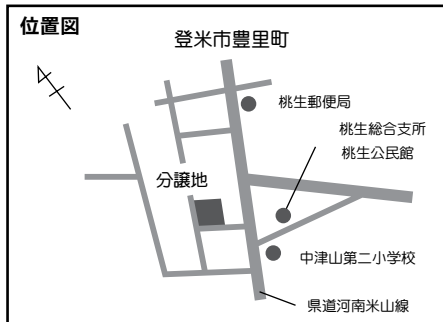 位置図
登米市豊里町
桃生郵便局
桃生総合支所
桃生公民館
分譲地
中津山第二小学校
県道河南米山線